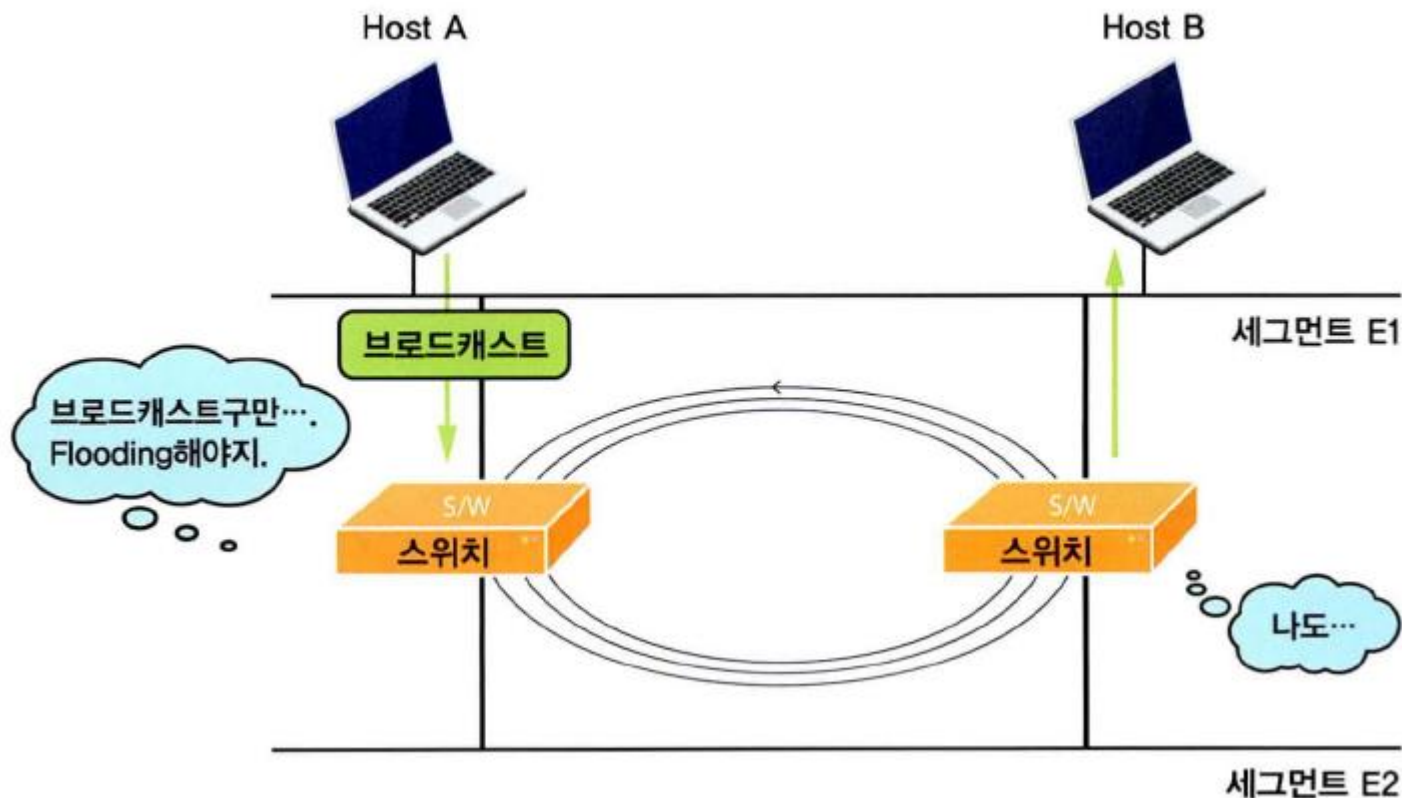 Host A
Host B
브로드캐스트
세그먼트 E1
브로드캐스트구만….
Flooding해야지.
S/W
스위치
S/W
스위치
나도…
세그먼트 E2